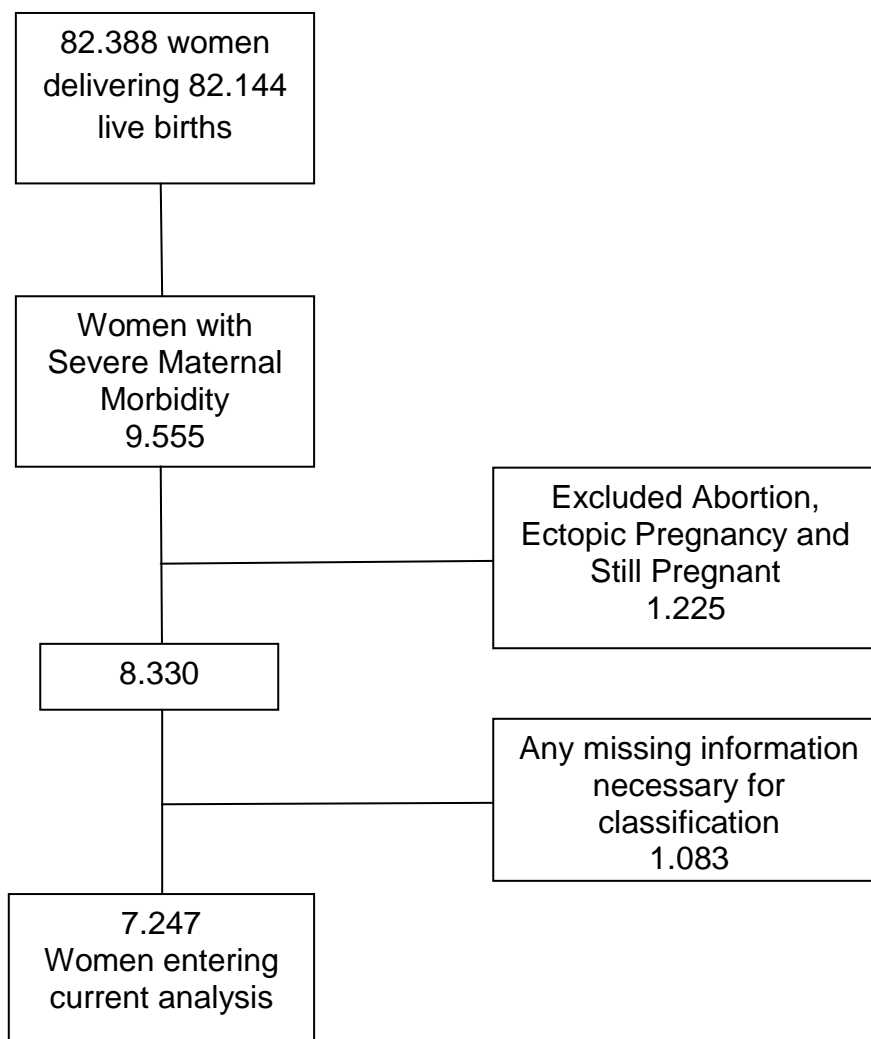 82.388 women
delivering 82.144
live births
Women with
Severe Maternal
Morbidity
9.555
Excluded Abortion,
Ectopic Pregnancy and
Still Pregnant
1.225
8.330
Any missing information
necessary for
classification
1.083
7.247
Women entering
current analysis